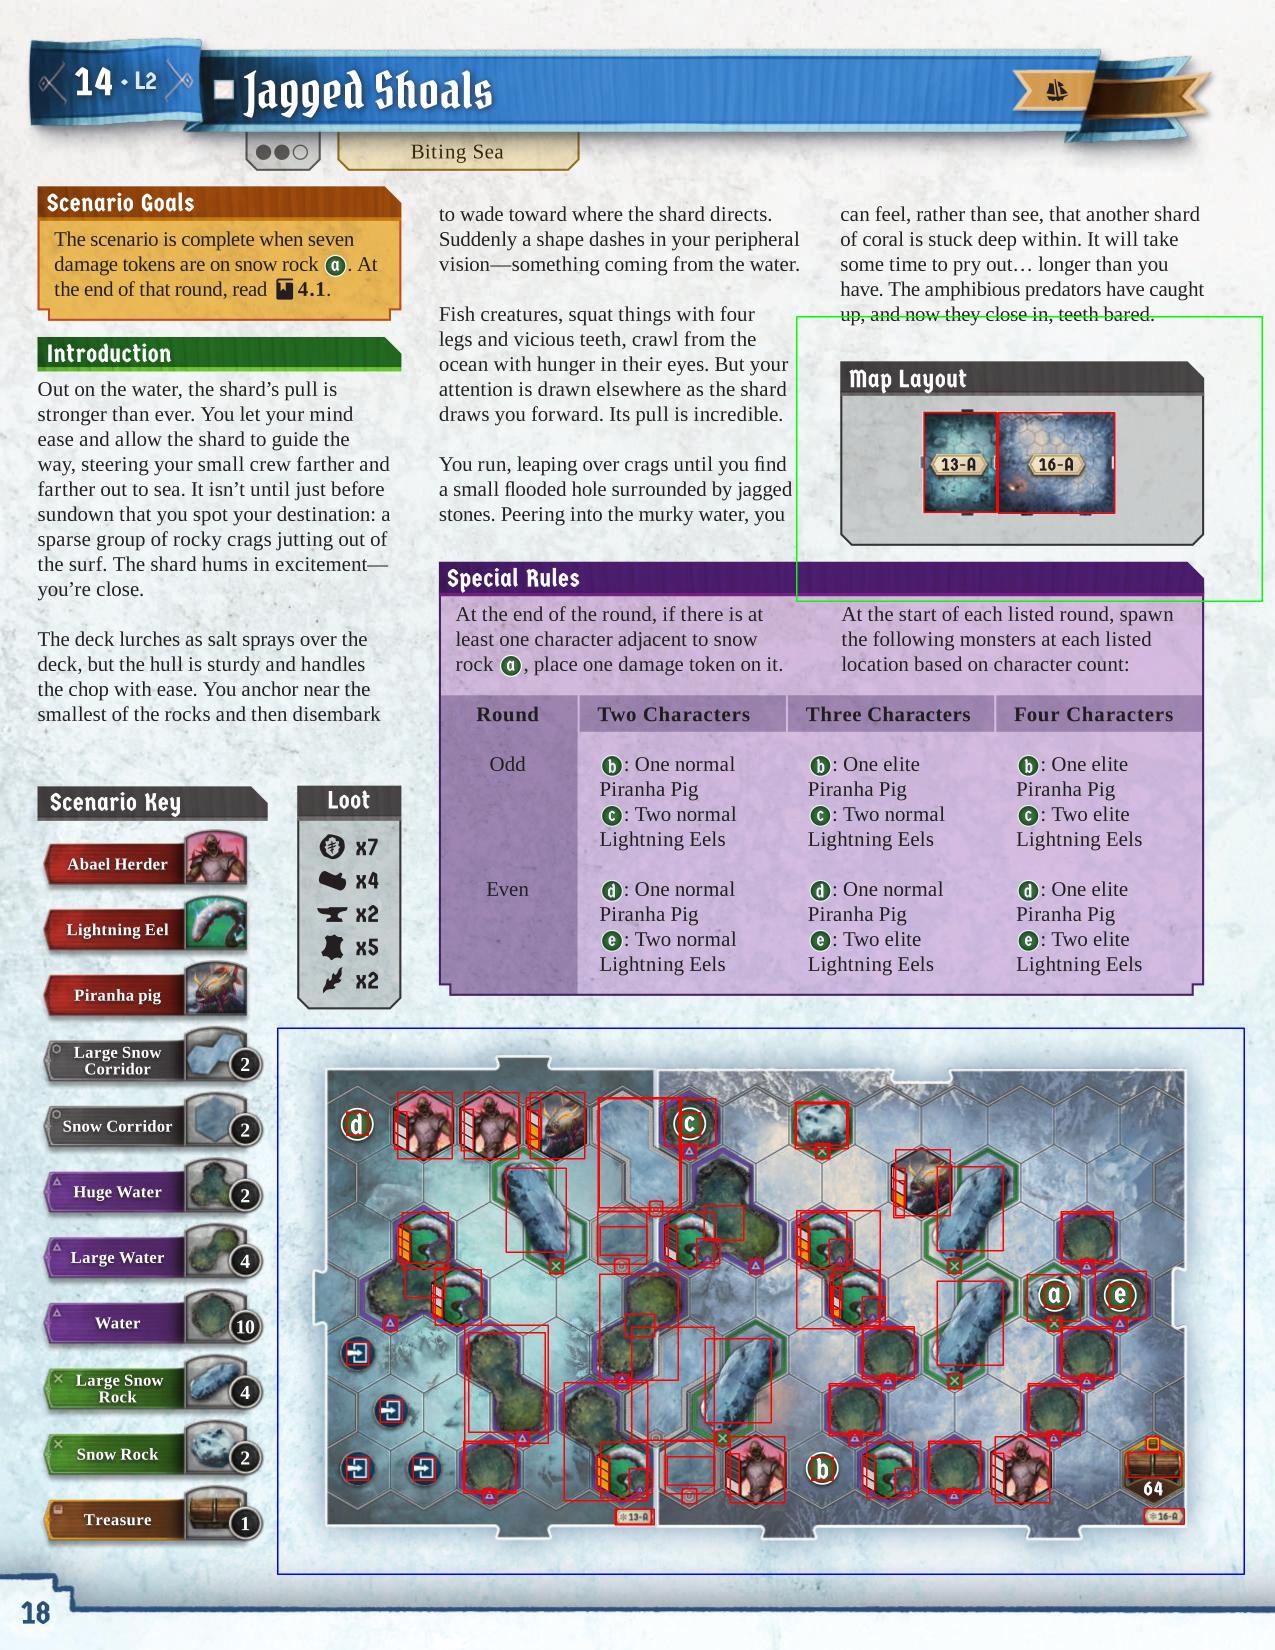 14 • L2
Jagged Shoals
Biting Sea
Scenario Goals
The scenario is complete when seven
damage tokens are on snow rock a. At
the end of that round, read 4.1.
Introduction
Out on the water, the shard’s pull is
stronger than ever. You let your mind
ease and allow the shard to guide the
way, steering your small crew farther and
farther out to sea. It isn’t until just before
sundown that you spot your destination: a
sparse group of rocky crags jutting out of
the surf. The shard hums in excitement—
you’re close.
The deck lurches as salt sprays over the
deck, but the hull is sturdy and handles
the chop with ease. You anchor near the
smallest of the rocks and then disembark
to wade toward where the shard directs.
Suddenly a shape dashes in your peripheral
vision—something coming from the water.
Fish creatures, squat things with four
legs and vicious teeth, crawl from the
ocean with hunger in their eyes. But your
attention is drawn elsewhere as the shard
draws you forward. Its pull is incredible.
You run, leaping over crags until you find
a small flooded hole surrounded by jagged
stones. Peering into the murky water, you
can feel, rather than see, that another shard
of coral is stuck deep within. It will take
some time to pry out… longer than you
have. The amphibious predators have caught
up, and now they close in, teeth bared.
Map Layout
13-A 16-A
Special Rules
At the end of the round, if there is at
least one character adjacent to snow
rock a, place one damage token on it.
At the start of each listed round, spawn
the following monsters at each listed
location based on character count:
Round Two Characters Three Characters Four Characters
Odd
b: One normal
Piranha Pig
c: Two normal
Lightning Eels
b: One elite
Piranha Pig
c: Two normal
Lightning Eels
b: One elite
Piranha Pig
c: Two elite
Lightning Eels
Even
d: One normal
Piranha Pig
e: Two normal
Lightning Eels
d: One normal
Piranha Pig
e: Two elite
Lightning Eels
d: One elite
Piranha Pig
e: Two elite
Lightning Eels
Scenario Key
Abael Herder
Lightning Eel
Piranha pig
Large Snow
Corridor
2
Snow Corridor 2
Huge Water 2
Large Water 4
Water 10
Large Snow
Rock
4
Snow Rock 2
Treasure 1
Loot
x7
x4
x2
x5
x2
d
c
a
e
b
64
13-A
16-A
18